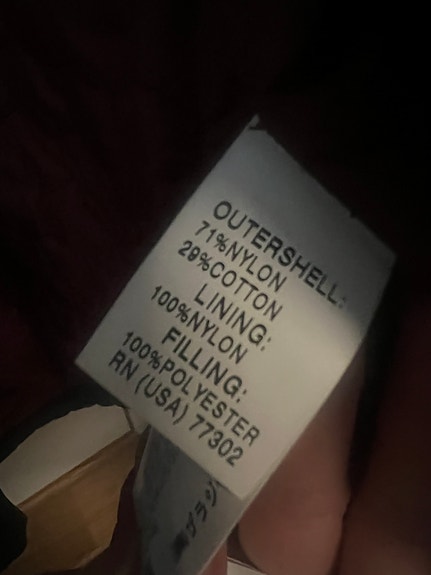 OUTERSHELL:
71%NYLON
29%COTTON
LINING:
100%NYLON
FILLING:
100%POLYESTER
RN (USA) 77302